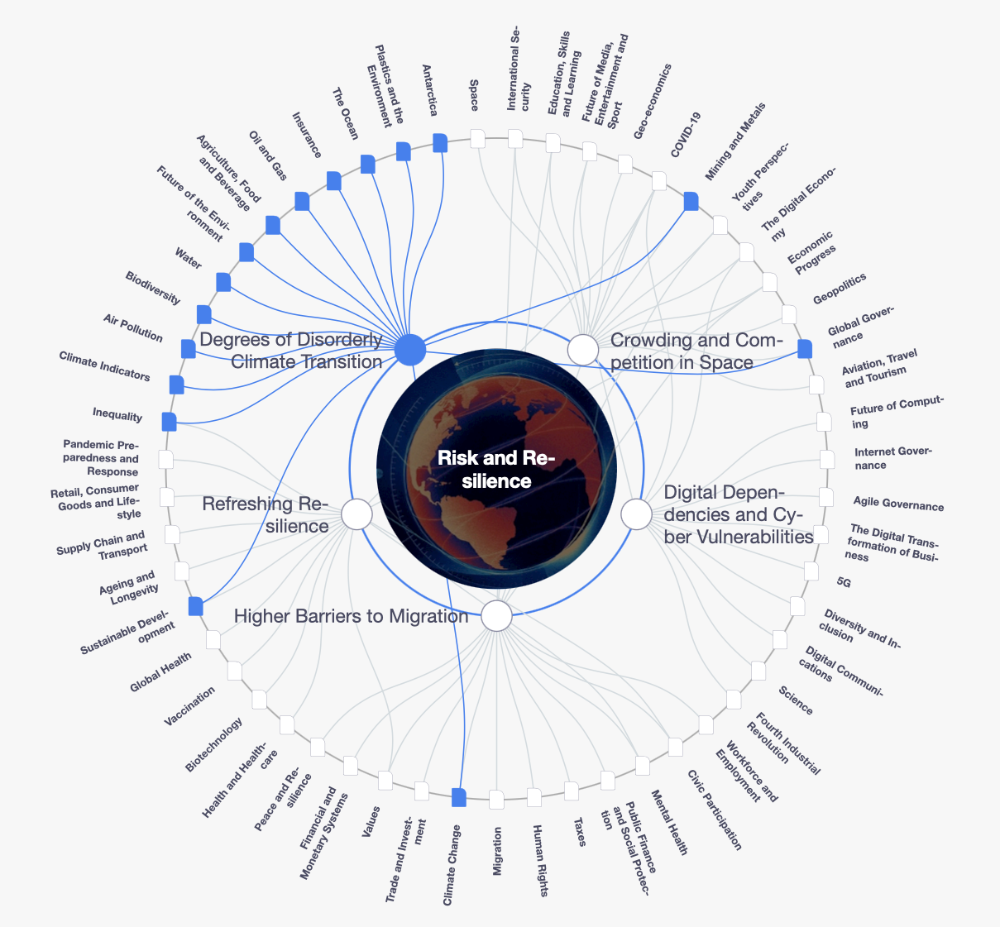 Risk and Re-
silience
Degrees of Disorderly
Climate Transition
Crowding and Com-
petition in Space
Digital Depen-
dencies and Cy-
ber Vulnerabilities
Higher Barriers to Migration
Refreshing Re-
silience
Space
International Se-
curity
Education, Skills
and Learning
Future of Media,
Entertainment and
Sport
Geo-economics
COVID-19
Mining and Metals
Youth Perspec-
tives
The Digital Econo-
my
Economic
Progress
Geopolitics
Global Gover-
nance
Aviation, Travel
and Tourism
Future of Comput-
ing
Internet Gover-
nance
Agile Governance
The Digital Trans-
formation of Busi-
ness
5G
Diversity and In-
clusion
Digital Communi-
cations
Science
Fourth Industrial
Revolution
Workforce and
Employment
Civic Participation
Mental Health
Public Finance
and Social Protec-
tion
Taxes
Human Rights
Migration
Climate Change
Trade and Invest-
ment
Values
Financial and
Monetary Systems
Peace and Re-
silience
Health and Health-
care
Biotechnology
Vaccination
Global Health
Sustainable Devel-
opment
Ageing and
Longevity
Supply Chain and
Transport
Retail, Consumer
Goods and Life-
style
Pandemic Pre-
paredness and
Response
Inequality
Climate Indicators
Air Pollution
Biodiversity
Water
Future of the Envi-
ronment
Agriculture, Food
and Beverage
Oil and Gas
Insurance
The Ocean
Plastics and the
Environment
Antarctica